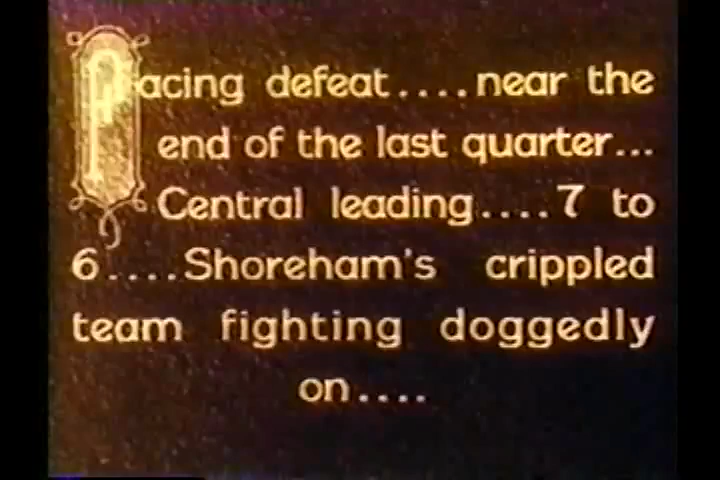 Facing defeat....near the
end of the last quarter...
Central leading....7 to
6....Shoreham's crippled
team fighting doggedly
on....